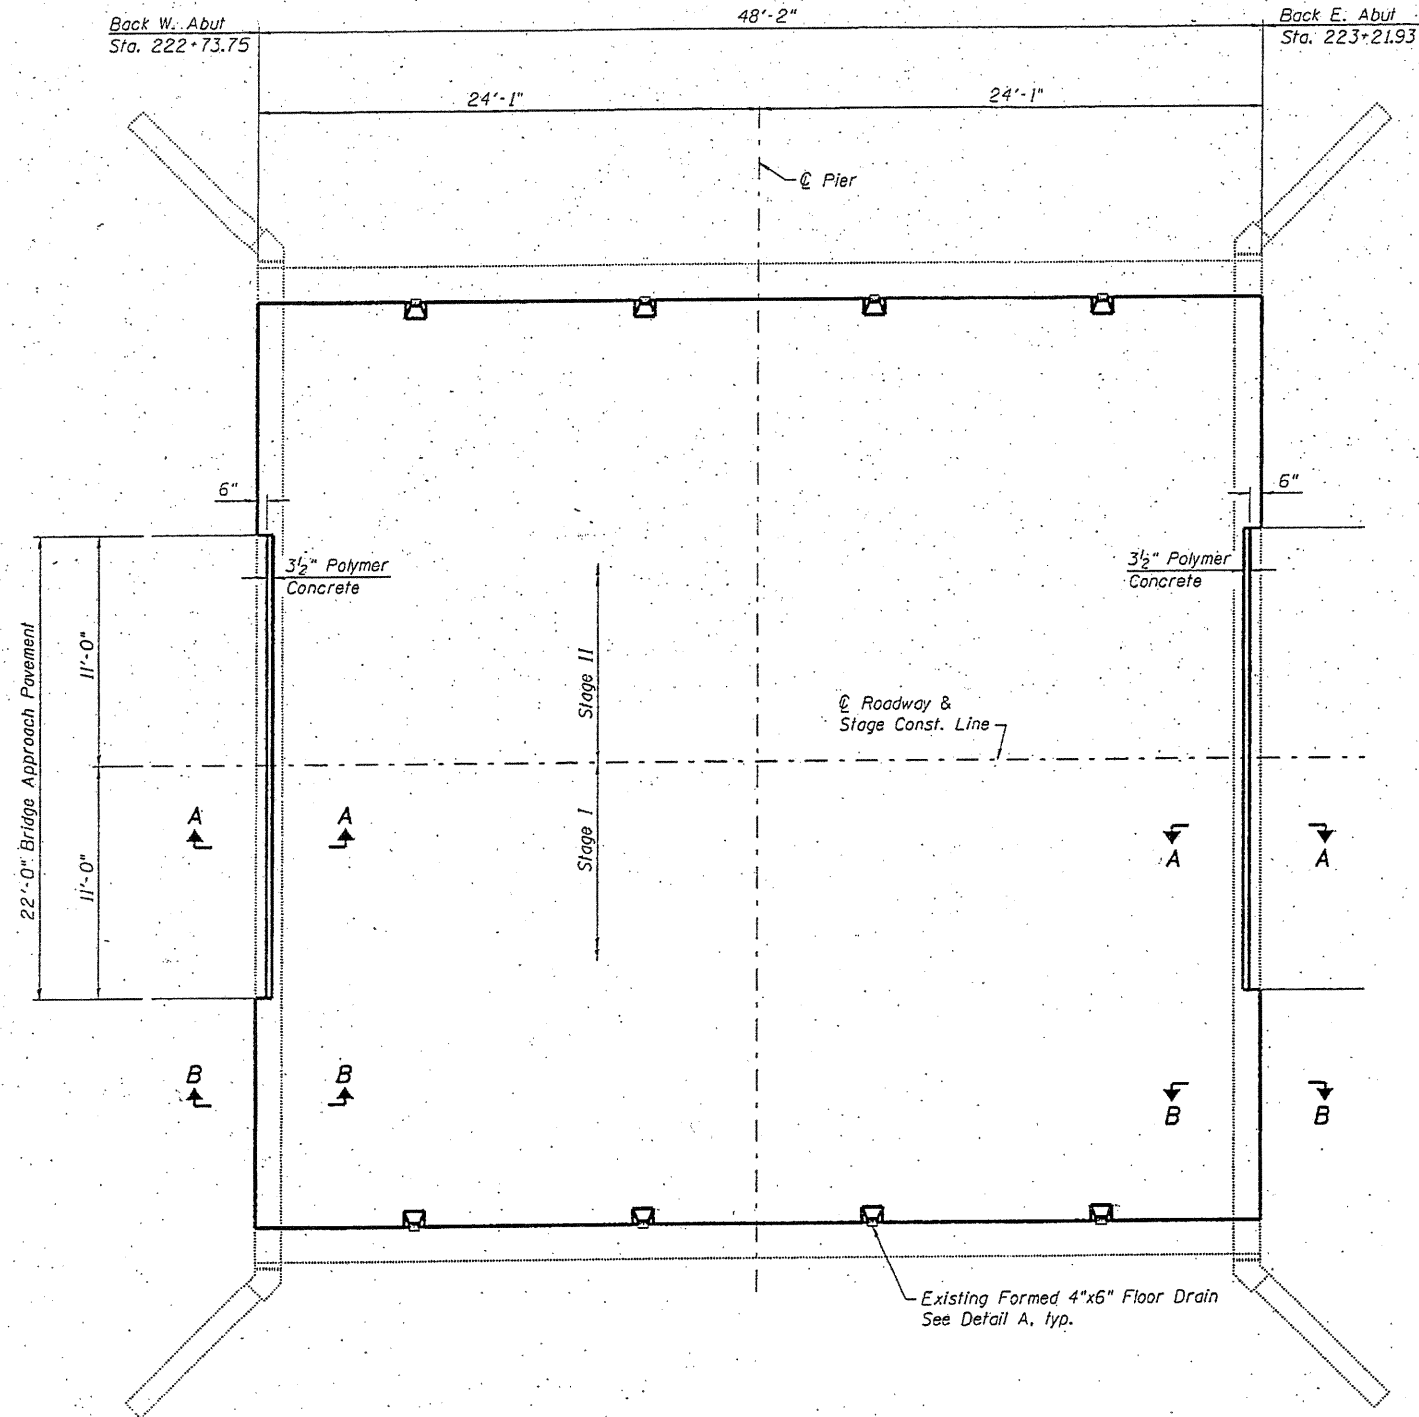 Back W. Abut
Sta. 222+73.75
48'-2"
Back E. Abut
Sta. 223+21.93
24'-1"
24'-1"
℄ Pier
6"
6"
3½" Polymer
Concrete
3½" Polymer
Concrete
22'-0" Bridge Approach Pavement
11'-0"
11'-0"
Stage II
Stage I
℄ Roadway &
Stage Const. Line
A
A
A
A
B
B
B
B
Existing Formed 4"x6" Floor Drain
See Detail A, typ.